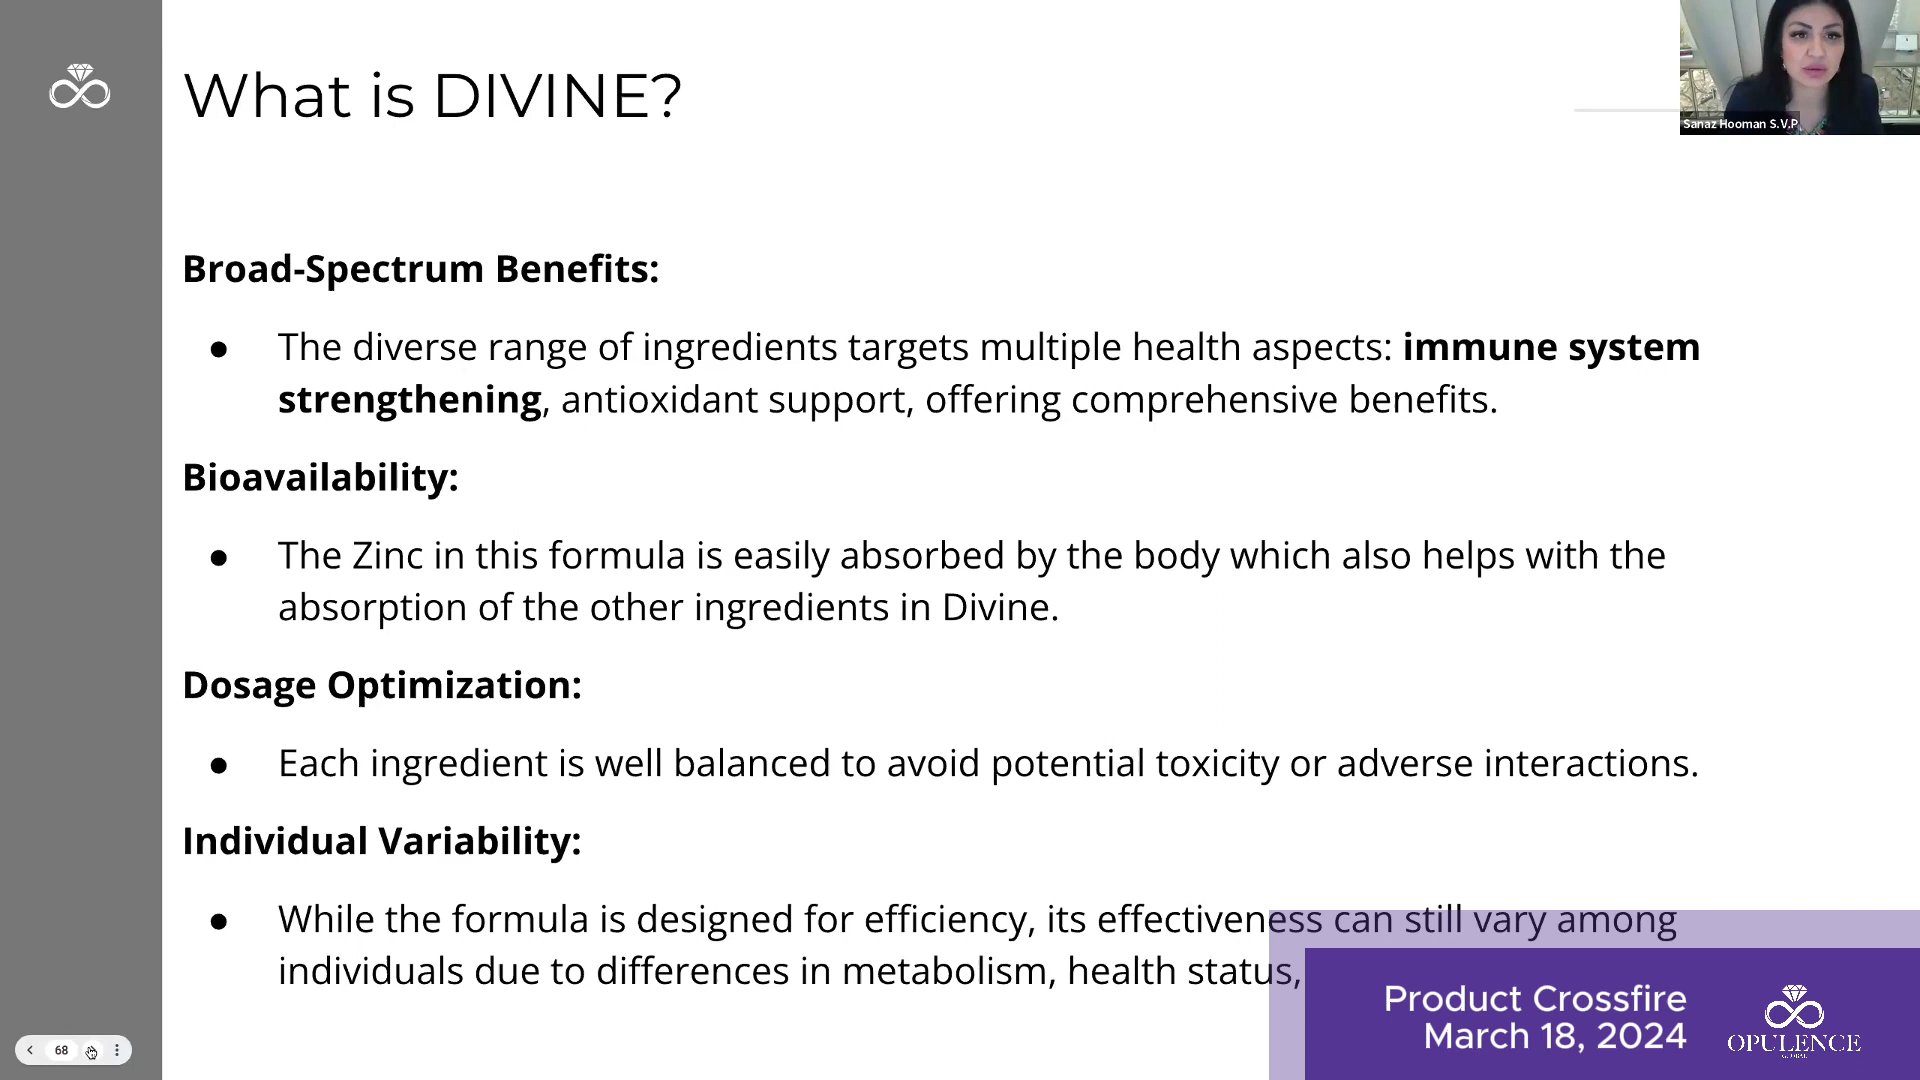 What is DIVINE?
Sanaz Hooman S.V.P
Broad-Spectrum Benefits:
● The diverse range of ingredients targets multiple health aspects: immune system
strengthening, antioxidant support, offering comprehensive benefits.
Bioavailability:
● The Zinc in this formula is easily absorbed by the body which also helps with the
absorption of the other ingredients in Divine.
Dosage Optimization:
● Each ingredient is well balanced to avoid potential toxicity or adverse interactions.
Individual Variability:
● While the formula is designed for efficiency, its effectiveness can still vary among
individuals due to differences in metabolism, health status,
Product Crossfire
March 18, 2024
OPULENCE
GLOBAL
68